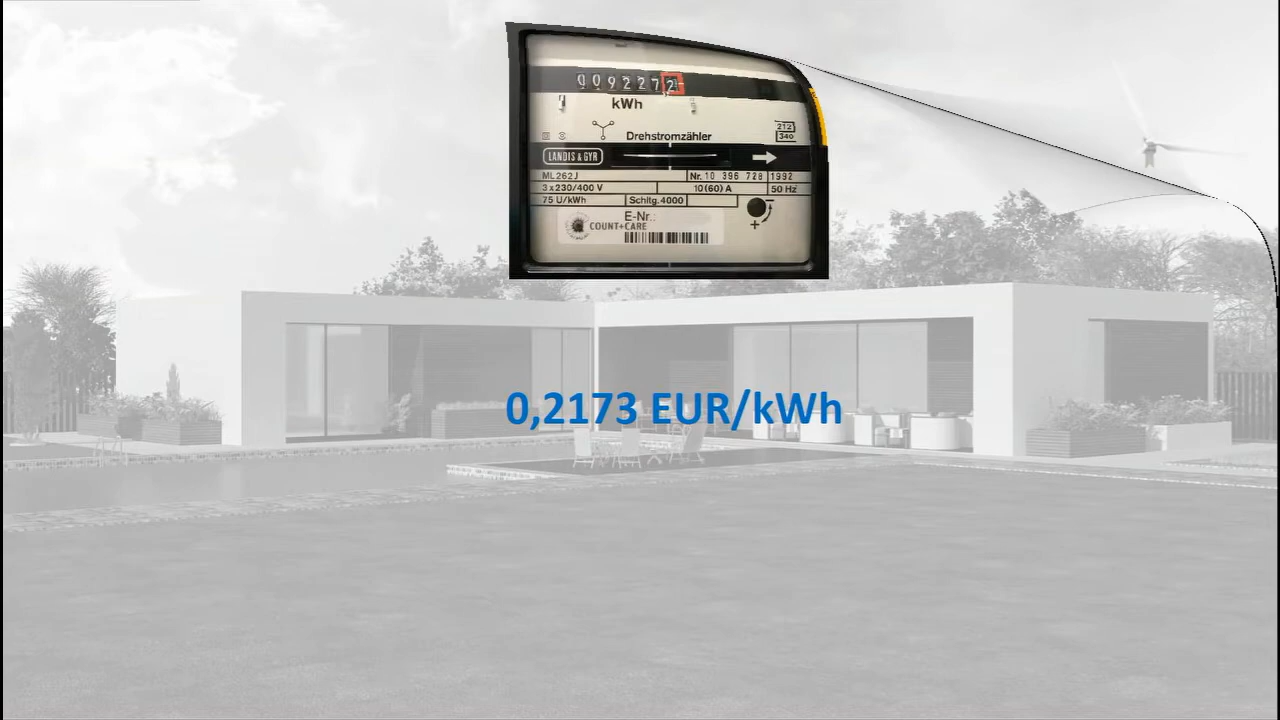 0092272
kWh
Drehstromzähler
212
340
LANDIS & GYR
ML262J Nr. 10 396 728 1992
3x230/400 V 10(60) A 50 Hz
75 U/kWh Schltg. 4000
E-Nr.:
COUNT+CARE
- +
0,2173 EUR/kWh